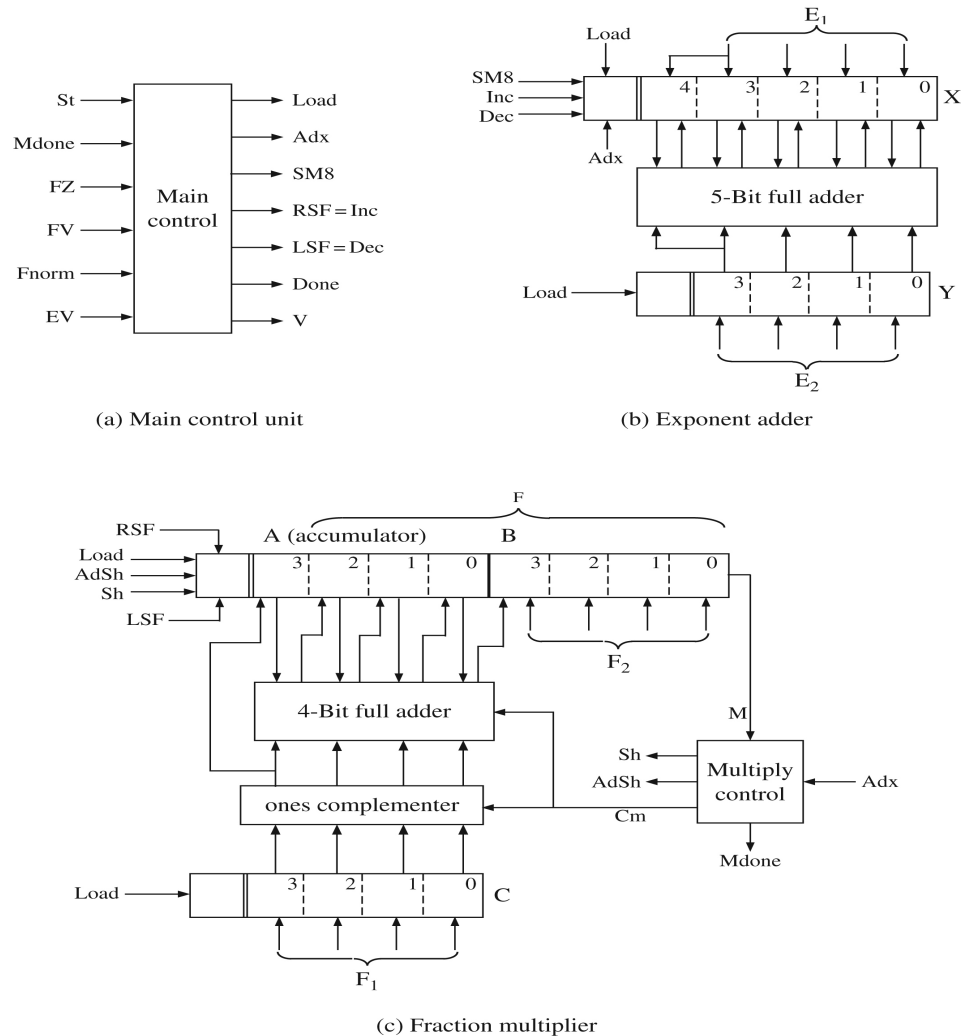 St
Mdone
FZ
FV
Fnorm
EV
Main
control
Load
Adx
SM8
RSF = Inc
LSF = Dec
Done
V
(a) Main control unit
E1
Load
SM8
Inc
Dec
4 3 2 1 0
X
Adx
5-Bit full adder
Load
3 2 1 0
Y
E2
(b) Exponent adder
F
RSF
A (accumulator) B
Load
AdSh
Sh
3 2 1 0 3 2 1 0
LSF
F2
4-Bit full adder
M
Sh
AdSh
Multiply
control
Adx
ones complementer
Cm
Mdone
Load
3 2 1 0
C
F1
(c) Fraction multiplier